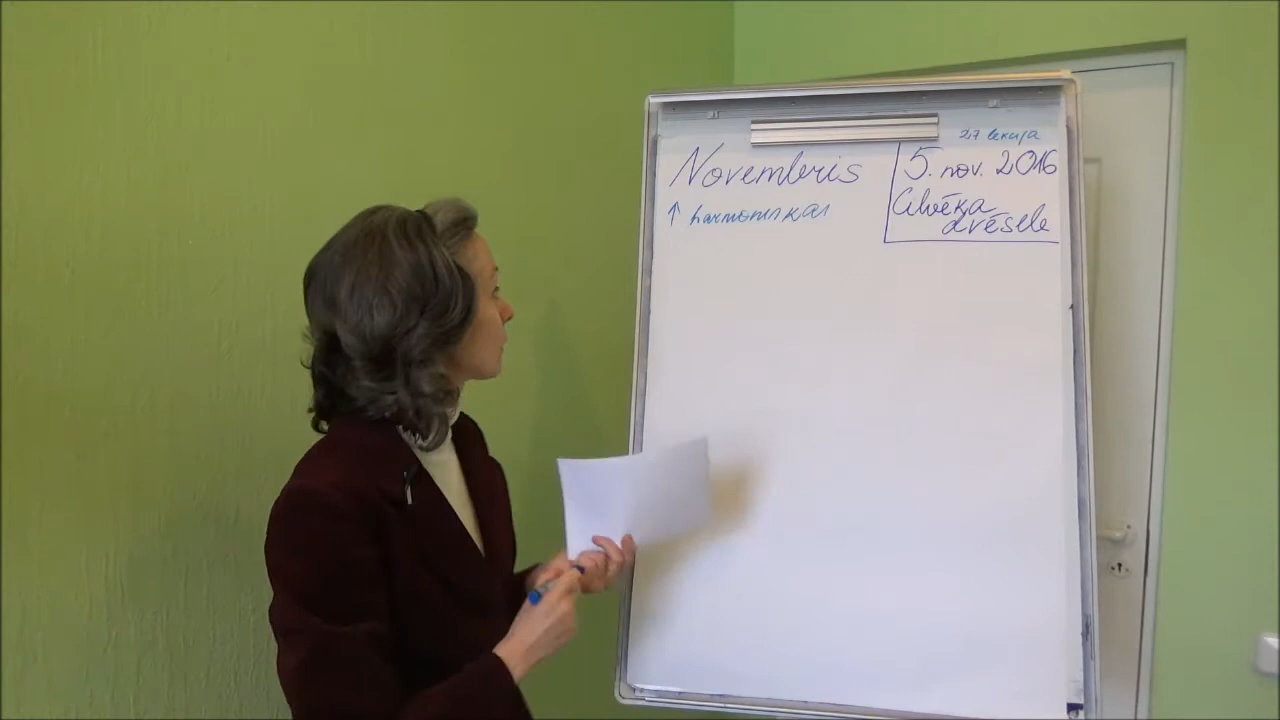 27 lekcija
Novembris
5. nov. 2016
↑ harmoniskai
Cilvēka
dvēsele